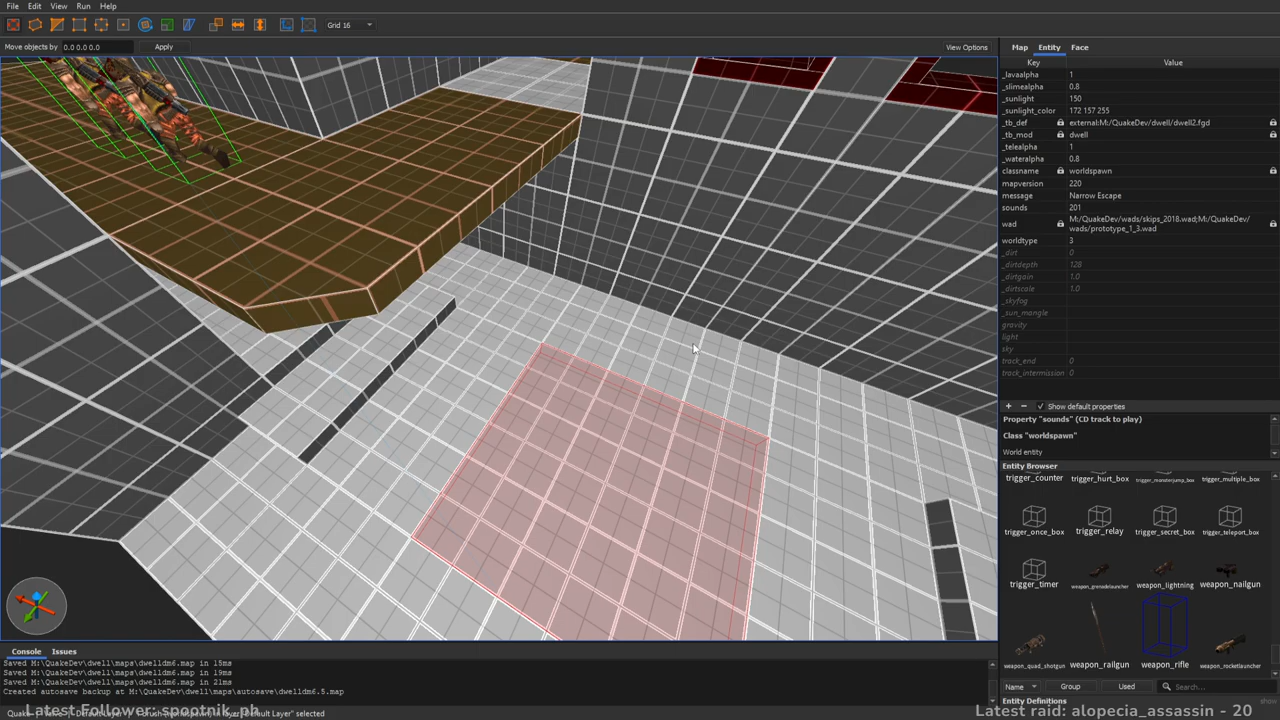 File Edit View Run Help
Grid 16
Move objects by 0.0 0.0 0.0 Apply View Options
Map Entity Face
Key Value
_lavaalpha 1
_slimealpha 0.8
_sunlight 150
_sunlight_color 172 157 255
_tb_def external:M:/QuakeDev/dwell/dwell2.fgd
_tb_mod dwell
_telealpha 1
_wateralpha 0.8
classname worldspawn
mapversion 220
message Narrow Escape
sounds 201
wad M:/QuakeDev/wads/skips_2018.wad;M:/QuakeDev/
wads/prototype_1_3.wad
worldtype 3
_dirt 0
_dirtdepth 128
_dirtgain 1.0
_dirtscale 1.0
_skyfog
_sun_mangle
gravity
light
sky
track_end 0
track_intermission 0
Show default properties
Property "sounds" (CD track to play)
Class "worldspawn"
World entity
Entity Browser
trigger_counter trigger_hurt_box trigger_monsterjump_box trigger_multiple_box
trigger_once_box trigger_relay trigger_secret_box trigger_teleport_box
trigger_timer weapon_grenadelauncher weapon_lightning weapon_nailgun
weapon_quad_shotgun weapon_railgun weapon_rifle weapon_rocketlauncher
Name Group Used Search...
Entity Definitions show
Console Issues
Saved M:\QuakeDev\dwell\maps\dwelldm6.map in 15ms
Saved M:\QuakeDev\dwell\maps\dwelldm6.map in 19ms
Saved M:\QuakeDev\dwell\maps\dwelldm6.map in 21ms
Created autosave backup at M:\QuakeDev\dwell\maps\autosave\dwelldm6.5.map
Latest Follower: spootnik_ph
Latest raid: alopecia_assassin - 20